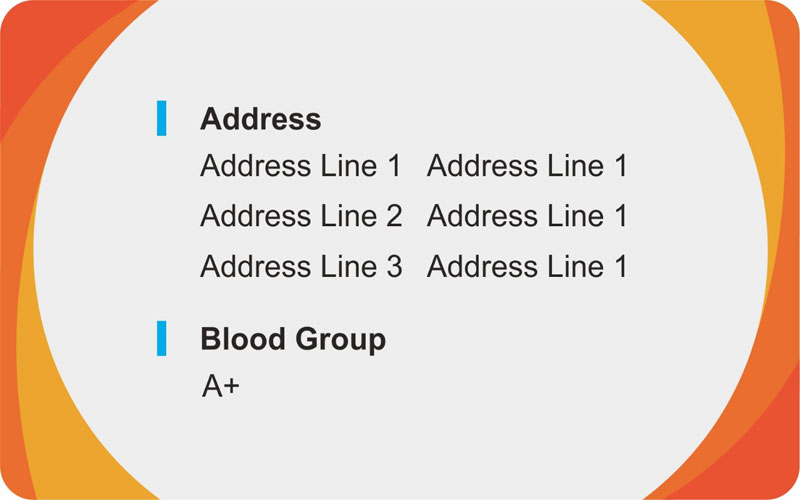 Address
Address Line 1 Address Line 1
Address Line 2 Address Line 1
Address Line 3 Address Line 1
Blood Group
A+